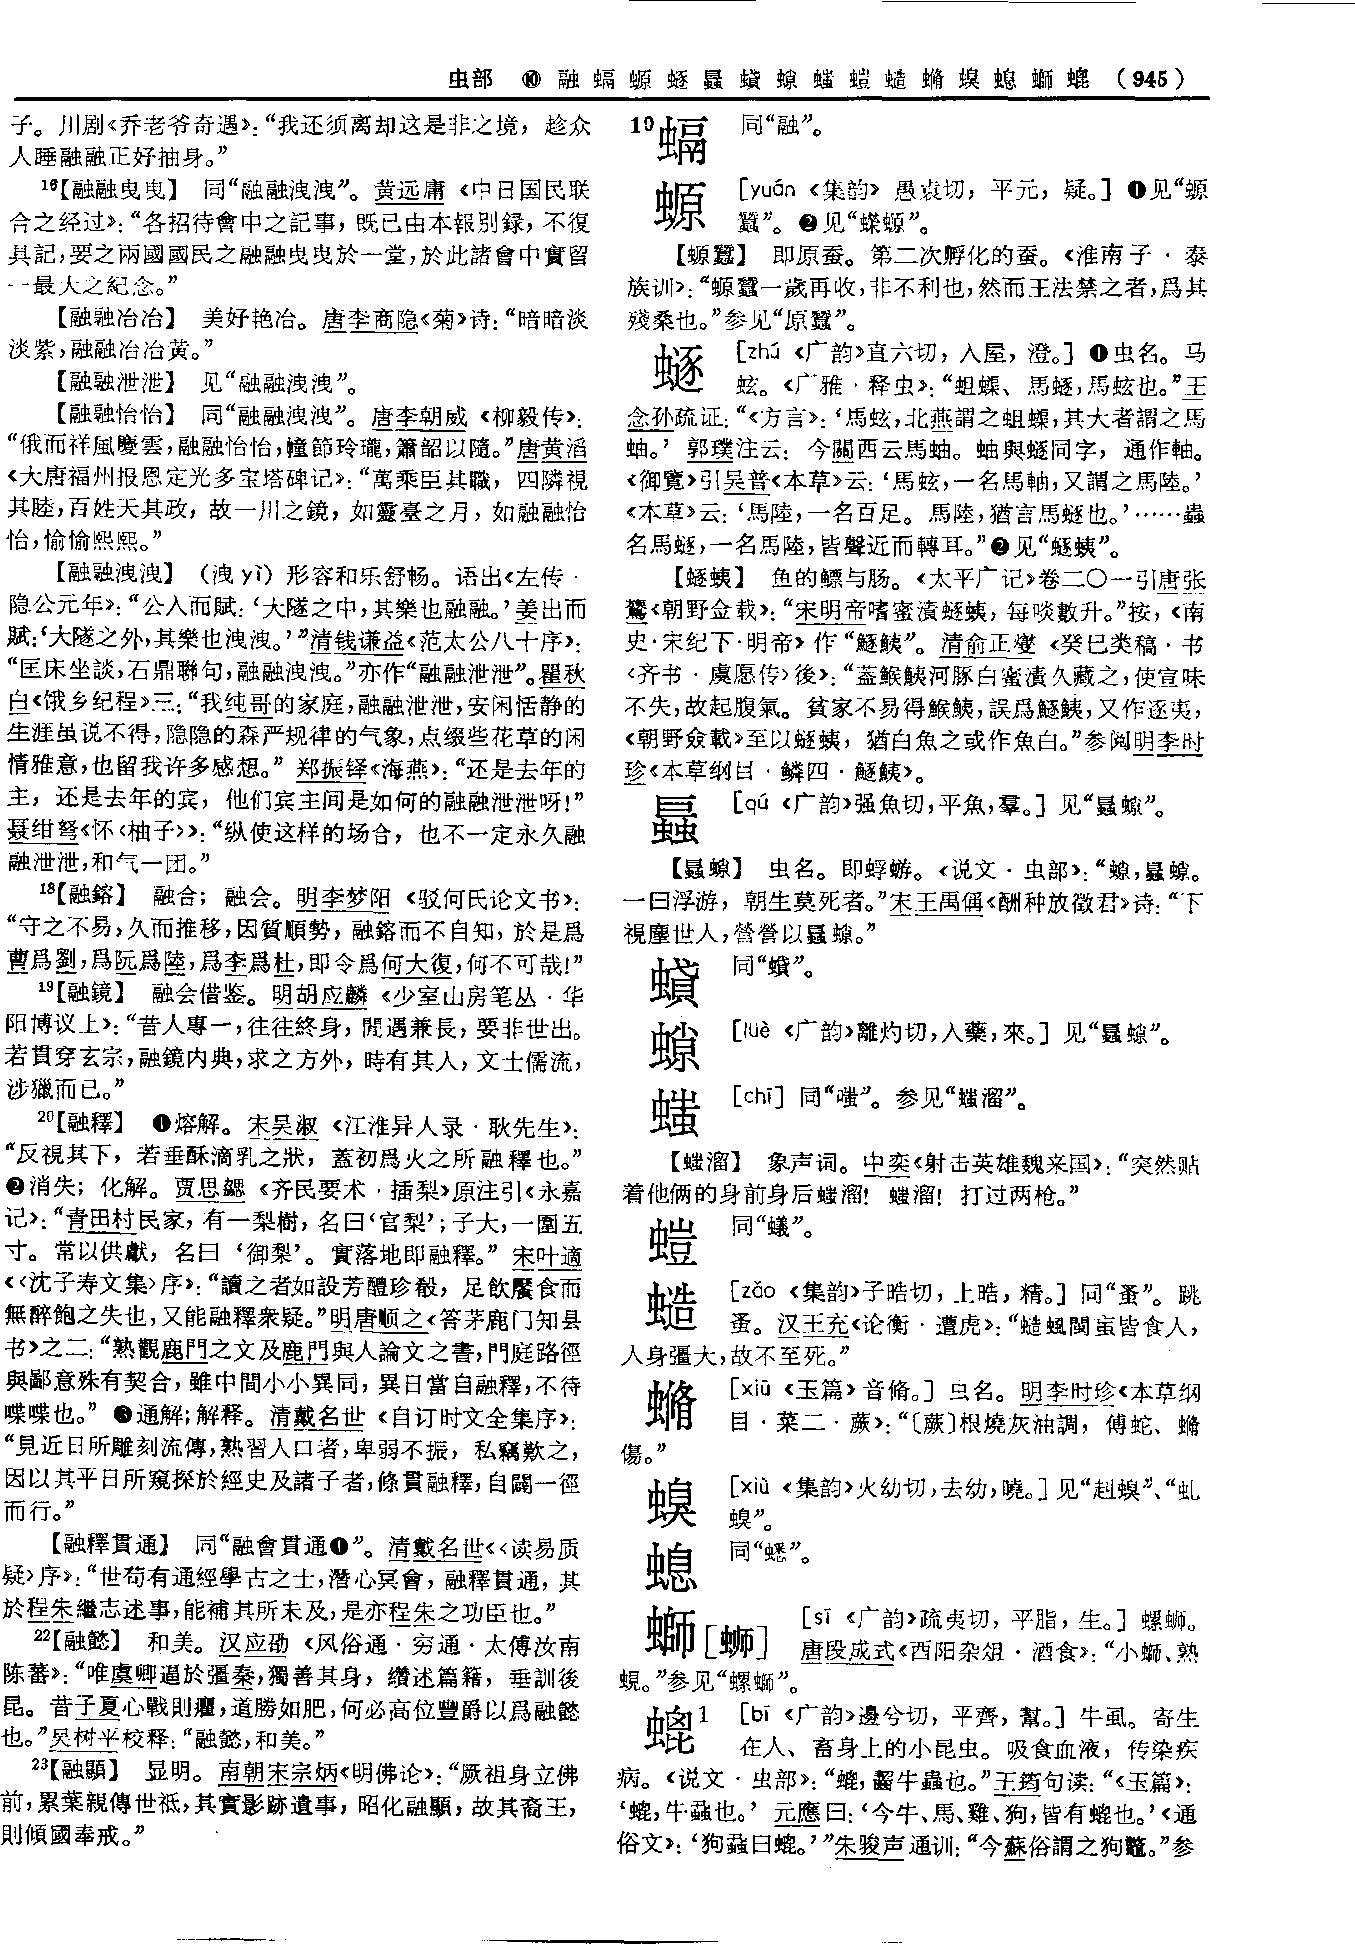 虫部 ⑩ 融䗀螈蝫蟁蟦螰螆螘螬螩螑螅螄螕 （945）
子。川剧《乔老爷奇遇》：“我还须离却这是非之境，趁众
人睡融融正好抽身。”
16【融融曳曳】 同“融融洩洩”。黄远庸《中日国民联
合之经过》：“各招待會中之記事，既已由本報别録，不復
具記，要之兩國國民之融融曳曳於一堂，於此諸會中實留
一最大之紀念。”
【融融冶冶】 美好艳冶。唐李商隐《菊》诗：“暗暗淡
淡紫，融融冶冶黄。”
【融融泄泄】 见“融融洩洩”。
【融融怡怡】 同“融融洩洩”。唐李朝威《柳毅传》：
“俄而祥風慶雲，融融怡怡，幢節玲瓏，簫韶以隨。”唐黄滔
《大唐福州报恩定光多宝塔碑记》：“萬乘臣其職，四隣視
其睦，百姓天其政，故一川之鏡，如靈臺之月，如融融怡
怡，愉愉熙熙。”
【融融洩洩】（洩yì）形容和乐舒畅。语出《左传·
隐公元年》：“公入而賦：‘大隧之中，其樂也融融。’姜出而
賦：‘大隧之外，其樂也洩洩。’”清钱谦益《范太公八十序》：
“匡床坐談，石鼎聯句，融融洩洩。”亦作“融融泄泄”。瞿秋
白《饿乡纪程》三：“我纯哥的家庭，融融泄泄，安闲恬静的
生涯虽说不得，隐隐的森严规律的气象，点缀些花草的闲
情雅意，也留我许多感想。” 郑振铎《海燕》：“还是去年的
主，还是去年的宾，他们宾主间是如何的融融泄泄呀！”
聂绀弩《怀〈柚子〉》：“纵使这样的场合，也不一定永久融
融泄泄，和气一团。”
18【融鎔】 融合；融会。明李梦阳《驳何氏论文书》：
“守之不易，久而推移，因質順勢，融鎔而不自知，於是爲
曹爲劉，爲阮爲陸，爲李爲杜，即令爲何大復，何不可哉！”
19【融鏡】 融会借鉴。明胡应麟《少室山房笔丛·华
阳博议上》：“昔人專一，往往終身，閒遇兼長，要非世出。
若貫穿玄宗，融鏡内典，求之方外，時有其人，文士儒流，
涉獵而已。”
20【融釋】 ❶熔解。宋吴淑《江淮异人录·耿先生》：
“反視其下，若垂酥滴乳之狀，蓋初爲火之所融釋也。”
❷消失；化解。贾思勰《齐民要术·插梨》原注引《永嘉
记》：“青田村民家，有一梨樹，名曰‘官梨’；子大，一圍五
寸。常以供獻，名曰‘御梨’。實落地即融釋。”宋叶適
《〈沈子寿文集〉序》：“讀之者如設芳醴珍殽，足飲饜食而
無醉飽之失也，又能融釋衆疑。”明唐顺之《答茅鹿门知县
书》之二：“熟觀鹿門之文及鹿門與人論文之書，門庭路徑
與鄙意殊有契合，雖中間小小異同，異日當自融釋，不待
喋喋也。” ❸通解；解释。清戴名世《自订时文全集序》：
“見近日所雕刻流傳，熟習人口者，卑弱不振，私竊歎之，
因以其平日所窺探於經史及諸子者，條貫融釋，自闢一徑
而行。”
【融釋貫通】 同“融會貫通❶”。清戴名世《〈读易质
疑〉序》：“世苟有通經學古之士，潛心冥會，融釋貫通，其
於程朱繼志述事，能補其所未及，是亦程朱之功臣也。”
22【融懿】 和美。汉应劭《风俗通·穷通·太傅汝南
陈蕃》：“唯虞卿逼於彊秦，獨善其身，纘述篇籍，垂訓後
昆。昔子夏心戰則癯，道勝如肥，何必高位豐爵以爲融懿
也。”吴树平校释：“融懿，和美。”
23【融顯】 显明。南朝宋宗炳《明佛论》：“厥祖身立佛
前，累葉親傳世祇，其實影跡遺事，昭化融顯，故其裔王，
則傾國奉戒。”
10䗀 同“融”。
螈 [yuán 《集韵》愚袁切，平元，疑。] ❶见“螈
蠶”。❷见“蠑螈”。
【螈蠶】 即原蚕。第二次孵化的蚕。《淮南子·泰
族训》：“螈蠶一歲再收，非不利也，然而王法禁之者，爲其
殘桑也。”参见“原蠶”。
蝫 [zhú 《广韵》直六切，入屋，澄。] ❶虫名。马
蚿。《广雅·释虫》：“蛆蟝、馬蝫，馬蚿也。”王
念孙疏证：“《方言》：‘馬蚿，北燕謂之蛆蟝，其大者謂之馬
蚰。’郭璞注云：今關西云馬蚰。蚰與蝫同字，通作軸。
《御覽》引吴普《本草》云：‘馬蚿，一名馬軸，又謂之馬陸。’
《本草》云：‘馬陸，一名百足。馬陸，猶言馬蝫也。’……蟲
名馬蝫，一名馬陸，皆聲近而轉耳。”❷见“蝫蛦”。
【蝫蛦】 鱼的鳔与肠。《太平广记》卷二〇一引唐张
鷟《朝野金载》：“宋明帝嗜蜜漬蝫蛦，每啖數升。”按，《南
史·宋纪下·明帝》作“鱁鮧”。清俞正燮《癸巳类稿·书
〈齐书·虞愿传〉後》：“蓋鯸鮧河豚白蜜漬久藏之，使宣味
不失，故起腹氣。貧家不易得鯸鮧，誤爲鱁鮧，又作逐夷，
《朝野僉載》至以蝫蛦，猶白魚之或作魚白。”参阅明李时
珍《本草纲目·鳞四·鱁鮧》。
[qú 《广韵》强魚切，平魚，羣。] 见“螶螰”。
【螶螰】 虫名。即蜉蝣。《说文·虫部》：“螰，螶螰。
一曰浮游，朝生莫死者。”宋王禹偁《酬种放徵君》诗：“下
視塵世人，營營以螶螰。”
同“蠀”。
[lüè 《广韵》離灼切，入藥，來。] 见“螶螰”。
[chī] 同“嗤”。参见“螆溜”。
【螆溜】 象声词。中奕《射击英雄魏来国》：“突然贴
着他俩的身前身后螆溜！螆溜！打过两枪。”
螘 同“蟻”。
螬 [zǎo 《集韵》子晧切，上晧，精。] 同“蚤”。跳
蚤。汉王充《论衡·遭虎》：“蚤蝨閩虻皆食人，
人身彊大，故不至死。”
螩 [xiū 《玉篇》音脩。] 虫名。明李时珍《本草纲
目·菜二·蕨》：“〔蕨〕根燒灰油調，傅蛇、螩
傷。”
螑 [xiù 《集韵》火幼切，去幼，曉。] 见“赳螑”、“虬
螑”。
螅 同“蟋”。
螄[蛳] [sī 《广韵》疏夷切，平脂，生。] 螺蛳。
唐段成式《酉阳杂俎·酒食》：“小螄、熟
蜆。”参见“螺螄”。
螕1 [bī 《广韵》邊兮切，平齊，幫。] 牛虱。寄生
在人、畜身上的小昆虫。吸食血液，传染疾
病。《说文·虫部》：“螕，齧牛蟲也。”王筠句读：“《玉篇》：
‘螕，牛蝨也。’元應曰：‘今牛、馬、雞、狗，皆有螕也。’《通
俗文》：‘狗蝨曰螕。’”朱骏声通训：“今蘇俗謂之狗鼈。”参